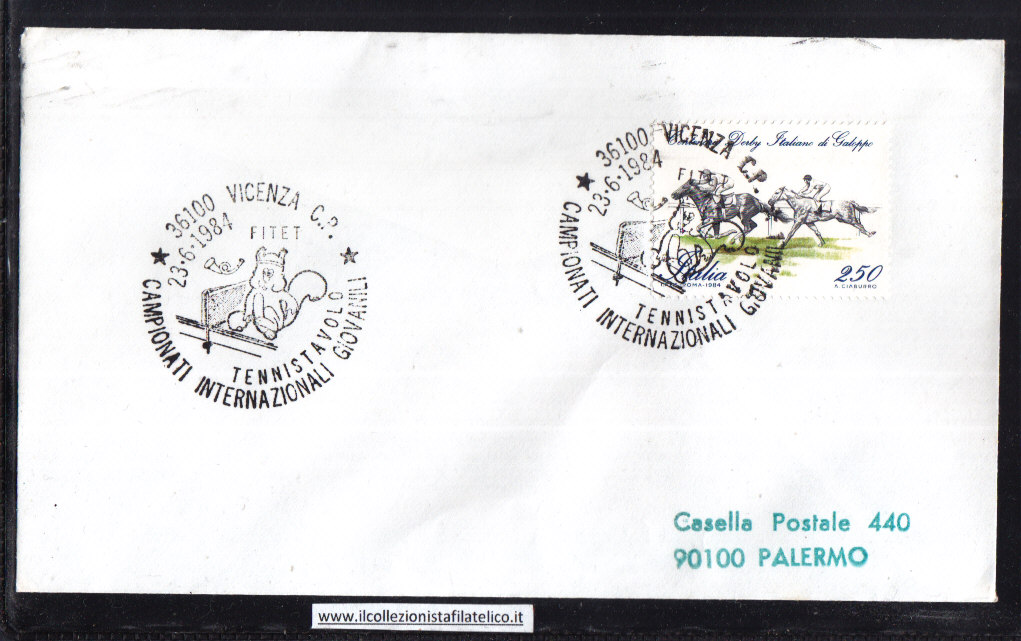 36100 VICENZA C.P.
23·6·1984
FITET
TENNISTAVOLO
CAMPIONATI INTERNAZIONALI GIOVANILI
36100 VICENZA C.P.
23·6·1984
FITET
TENNISTAVOLO
CAMPIONATI INTERNAZIONALI GIOVANILI
Derby Italiano di Galoppo
Italia
ROMA-1984
250
A. CIABURRO
Casella Postale 440
90100 PALERMO
www.ilcollezionistafilatelico.it